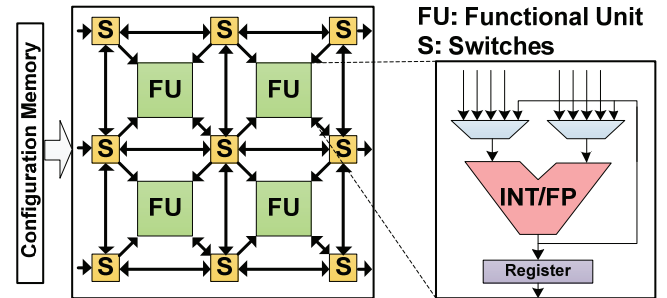 FU: Functional Unit
S: Switches
Configuration Memory
S S S
FU FU
S S S
FU FU
S S S
INT/FP
Register